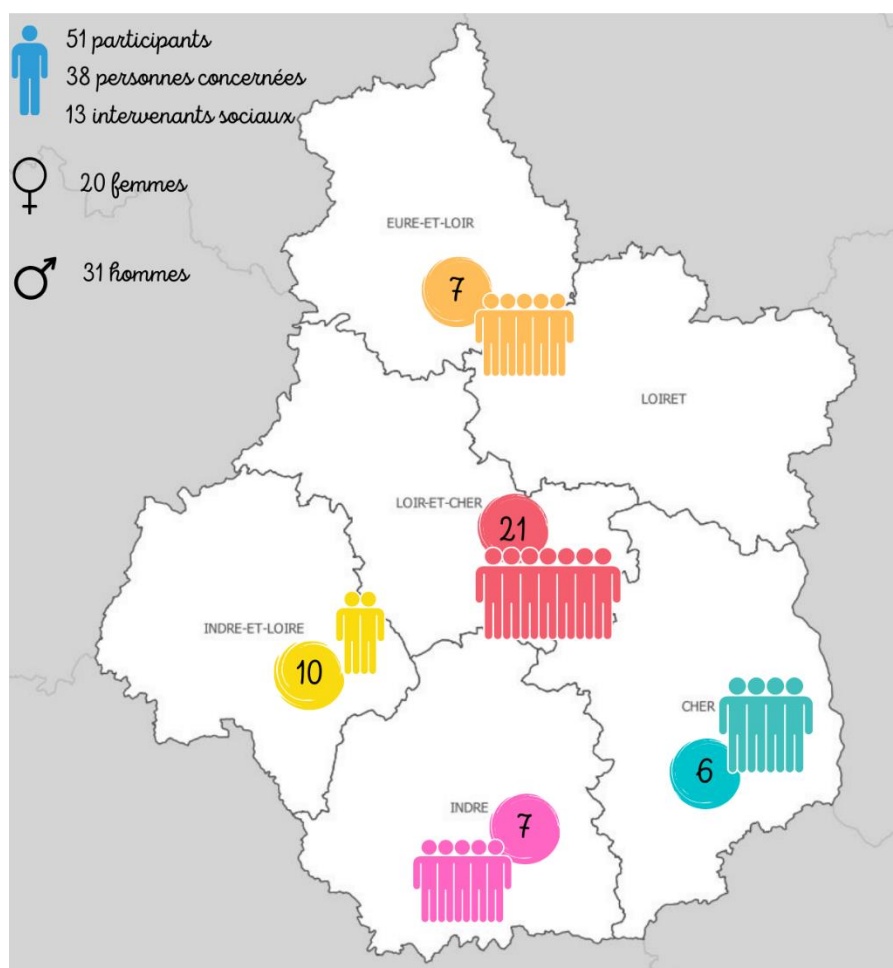 51 participants
38 personnes concernées
13 intervenants sociaux
20 femmes
31 hommes
EURE-ET-LOIR
7
LOIRET
LOIR-ET-CHER
21
INDRE-ET-LOIRE
10
CHER
6
INDRE
7